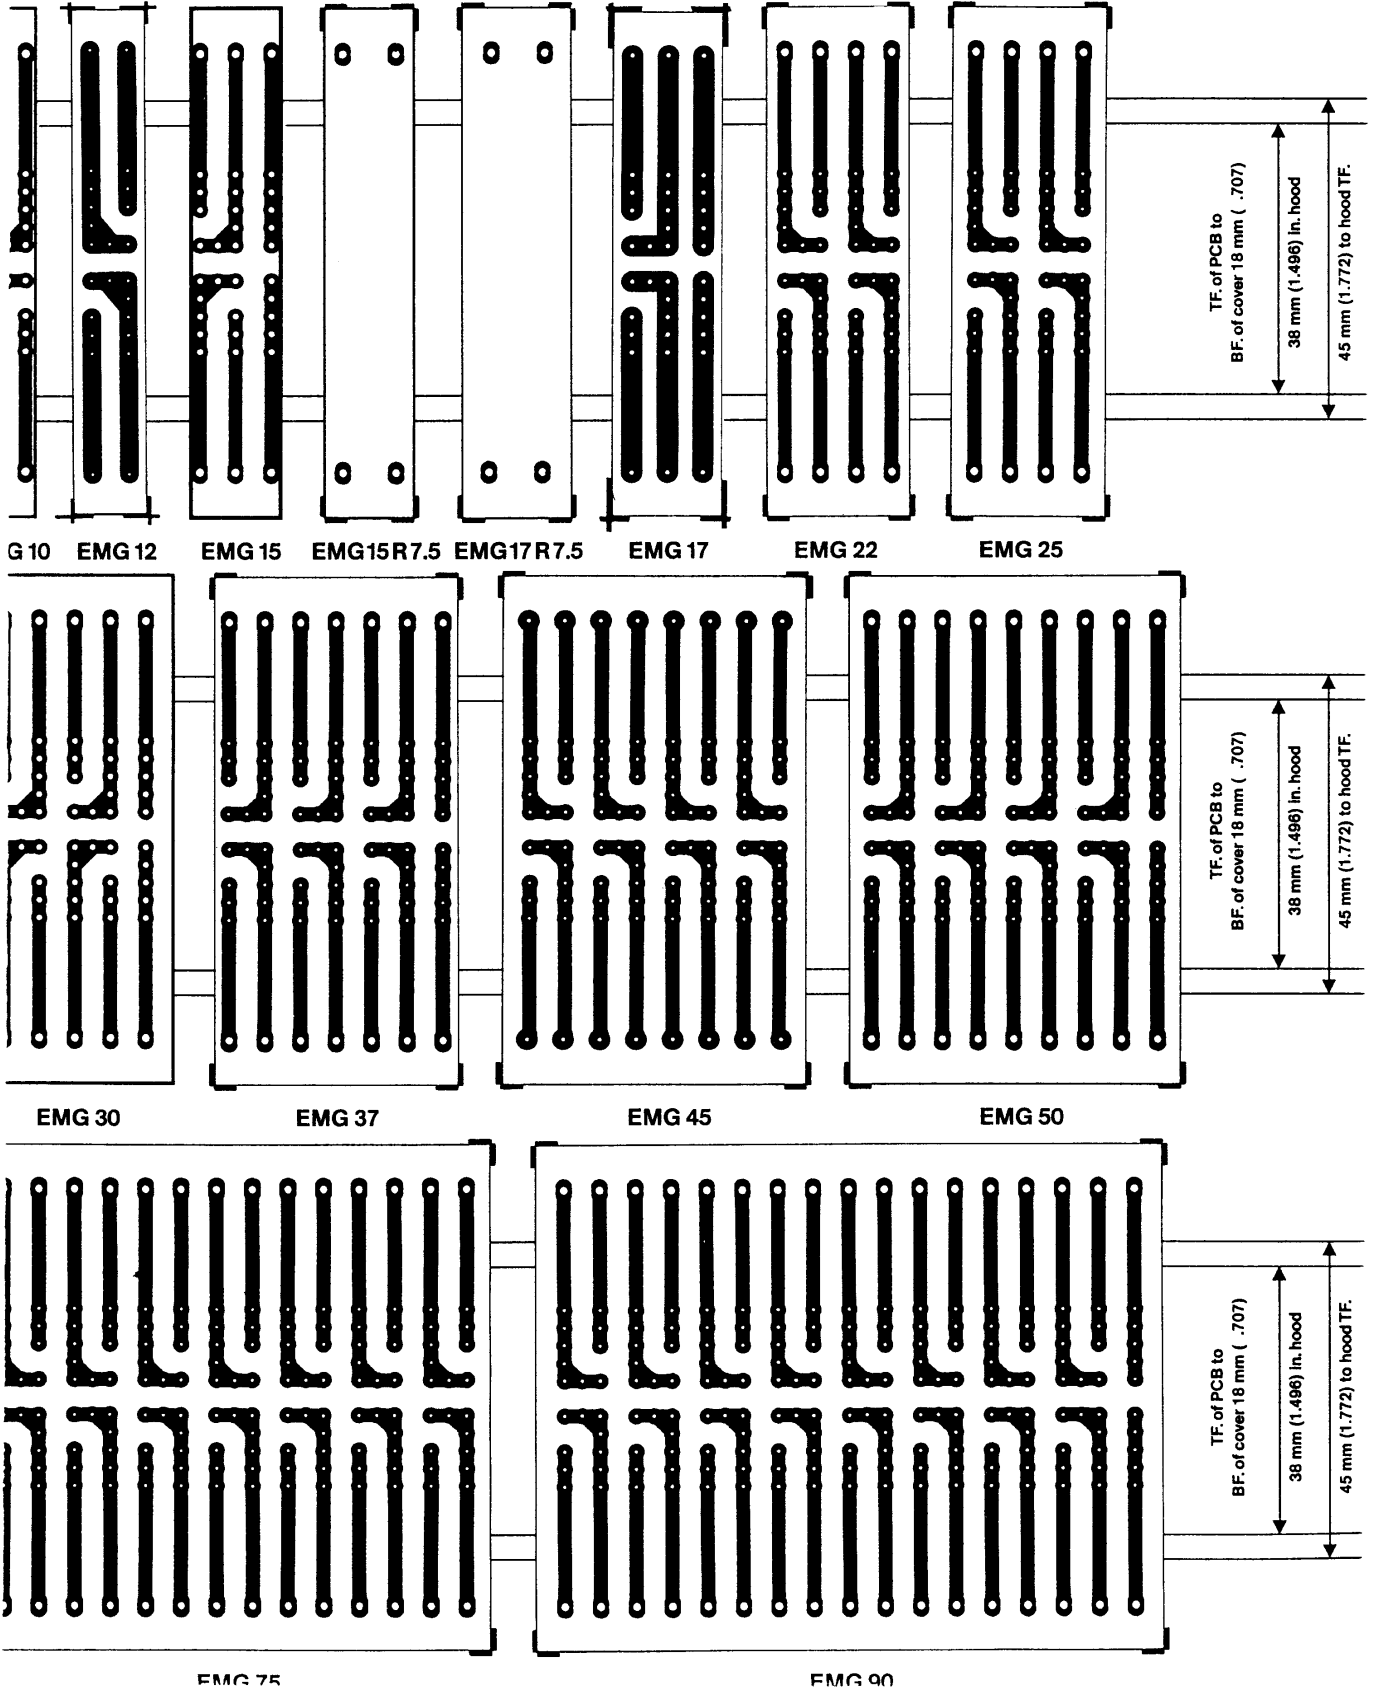 TF. of PCB to
BF. of cover 18 mm ( .707)
38 mm (1.496) in. hood
45 mm (1.772) to hood TF.
G 10 EMG 12 EMG 15 EMG15R7.5 EMG17R7.5 EMG 17 EMG 22 EMG 25
TF. of PCB to
BF. of cover 18 mm ( .707)
38 mm (1.496) in. hood
45 mm (1.772) to hood TF.
EMG 30 EMG 37 EMG 45 EMG 50
TF. of PCB to
BF. of cover 18 mm ( .707)
38 mm (1.496) in. hood
45 mm (1.772) to hood TF.
EMG 75 EMG 90